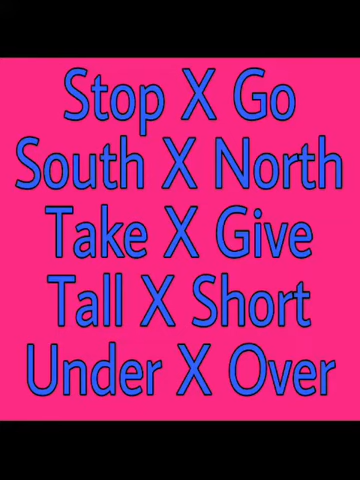 Stop X Go
South X North
Take X Give
Tall X Short
Under X Over